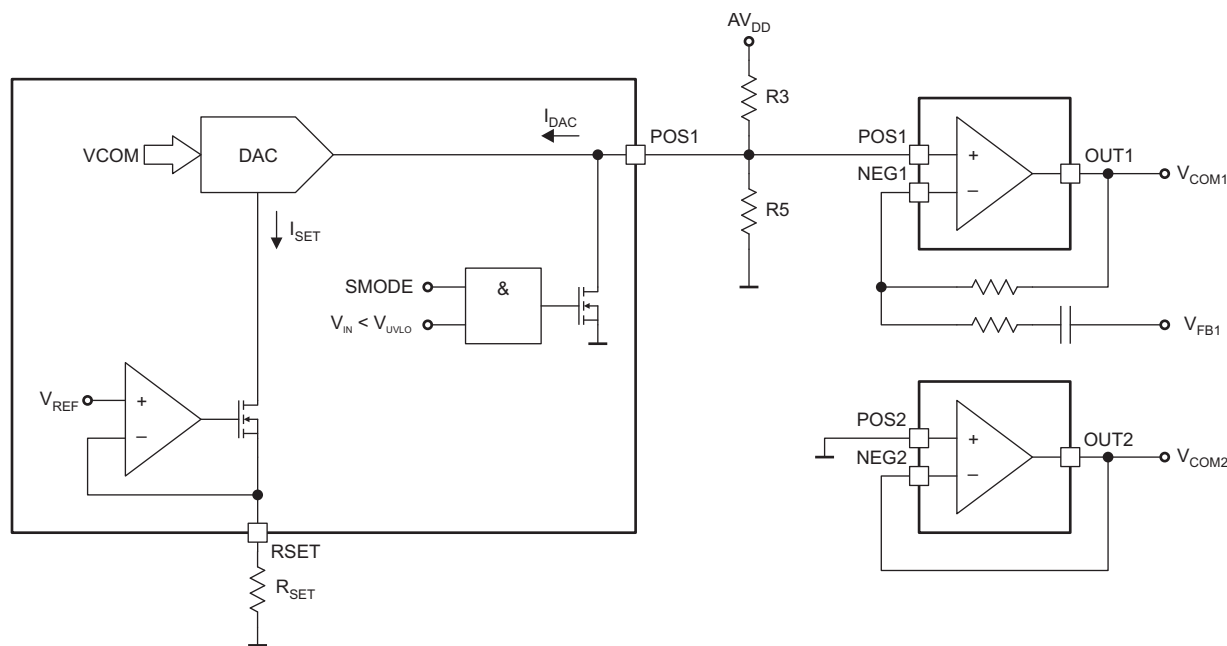 AVDD
R3
IDAC
POS1
VCOM
DAC
POS1
OUT1
+
VCOM1
NEG1
−
ISET
R5
SMODE
&
VIN < VUVLO
VFB1
VREF
+
−
POS2
OUT2
+
VCOM2
NEG2
−
RSET
RSET